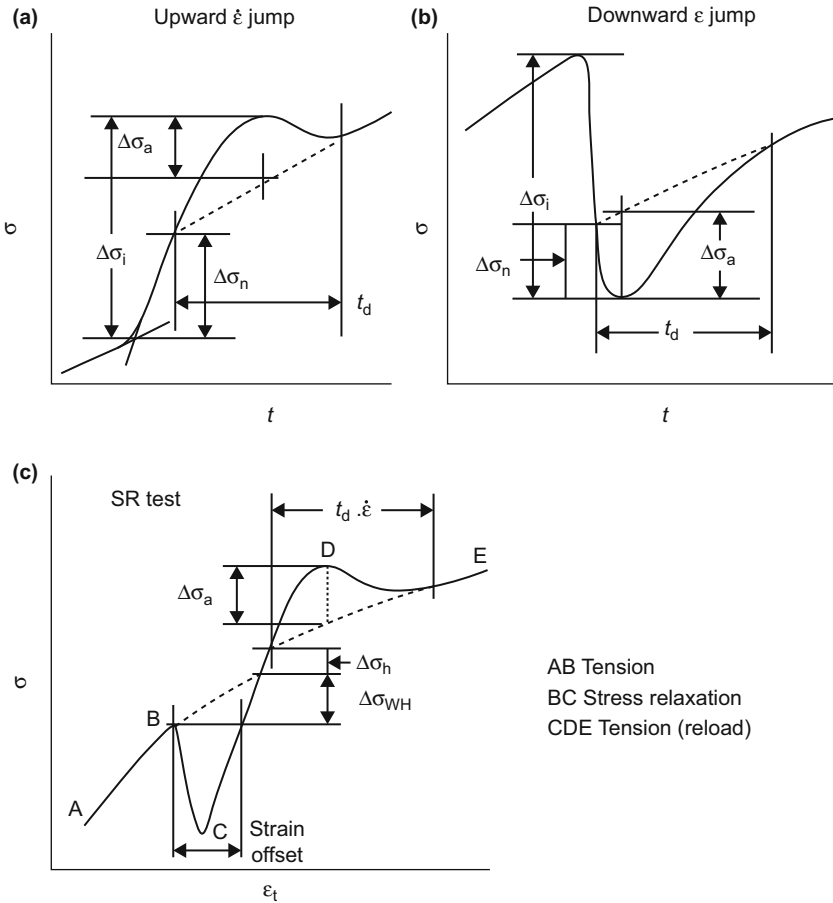 (a)
Upward ε̇ jump
Δσa
Δσi
Δσn
td
σ
t
(b)
Downward ε jump
Δσi
Δσn
Δσa
td
σ
t
(c)
SR test
td .ε̇
D
E
Δσa
Δσh
ΔσWH
σ
B
A
C
Strain
offset
εt
AB Tension
BC Stress relaxation
CDE Tension (reload)